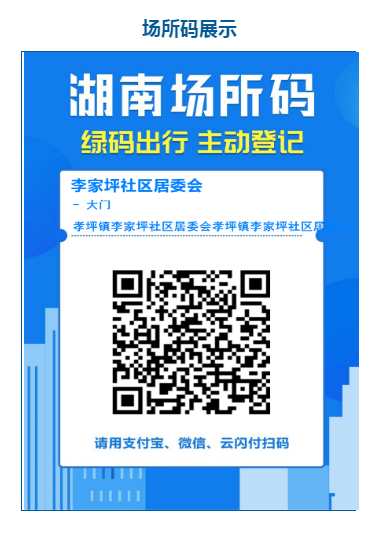 场所码展示
湖南场所码
绿码出行 主动登记
李家坪社区居委会
- 大门
孝坪镇李家坪社区居委会孝坪镇李家坪社区居
请用支付宝、微信、云闪付扫码